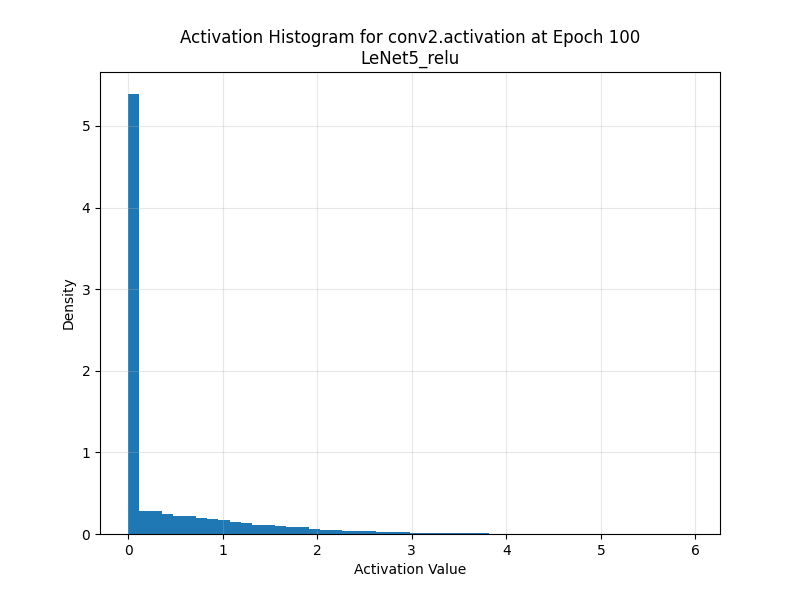 Activation Histogram for conv2.activation at Epoch 100
LeNet5_relu
5
4
3
2
1
0
Density
0 1 2 3 4 5 6
Activation Value